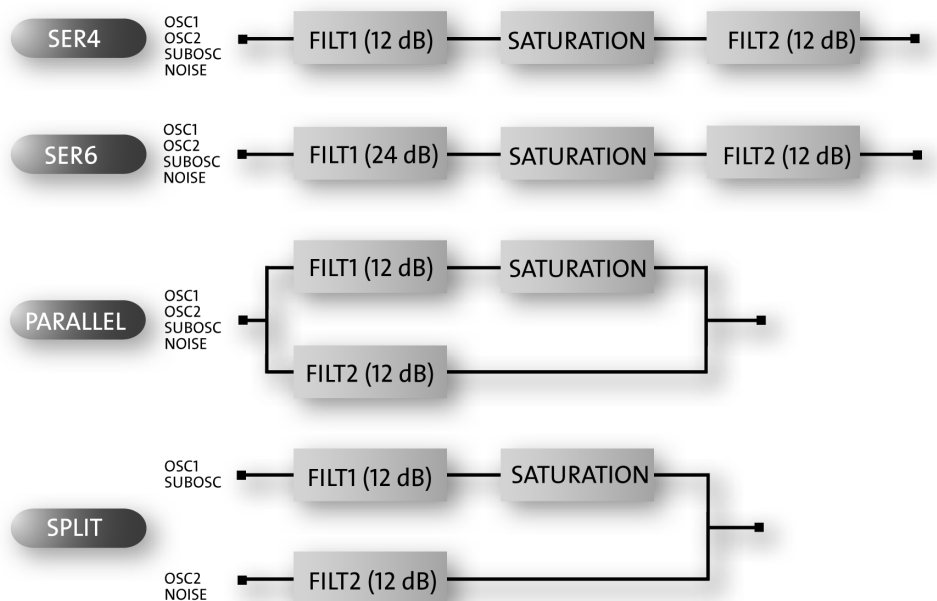 SER4
OSC1
OSC2
SUBOSC
NOISE
FILT1 (12 dB)
SATURATION
FILT2 (12 dB)
SER6
OSC1
OSC2
SUBOSC
NOISE
FILT1 (24 dB)
SATURATION
FILT2 (12 dB)
PARALLEL
OSC1
OSC2
SUBOSC
NOISE
FILT1 (12 dB)
SATURATION
FILT2 (12 dB)
SPLIT
OSC1
SUBOSC
FILT1 (12 dB)
SATURATION
OSC2
NOISE
FILT2 (12 dB)